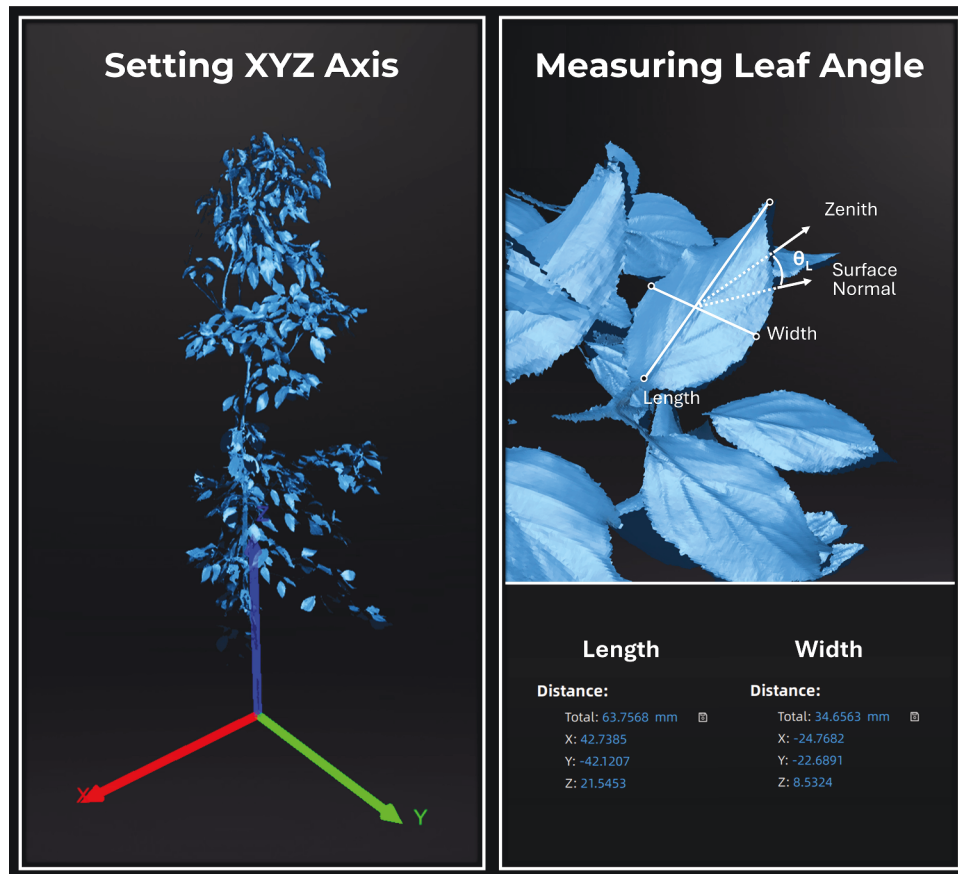 Setting XYZ Axis
X
Y
Measuring Leaf Angle
Zenith
θL
Surface
Normal
Width
Length
Length
Distance:
Total: 63.7568 mm
X: 42.7385
Y: -42.1207
Z: 21.5453
Width
Distance:
Total: 34.6563 mm
X: -24.7682
Y: -22.6891
Z: 8.5324